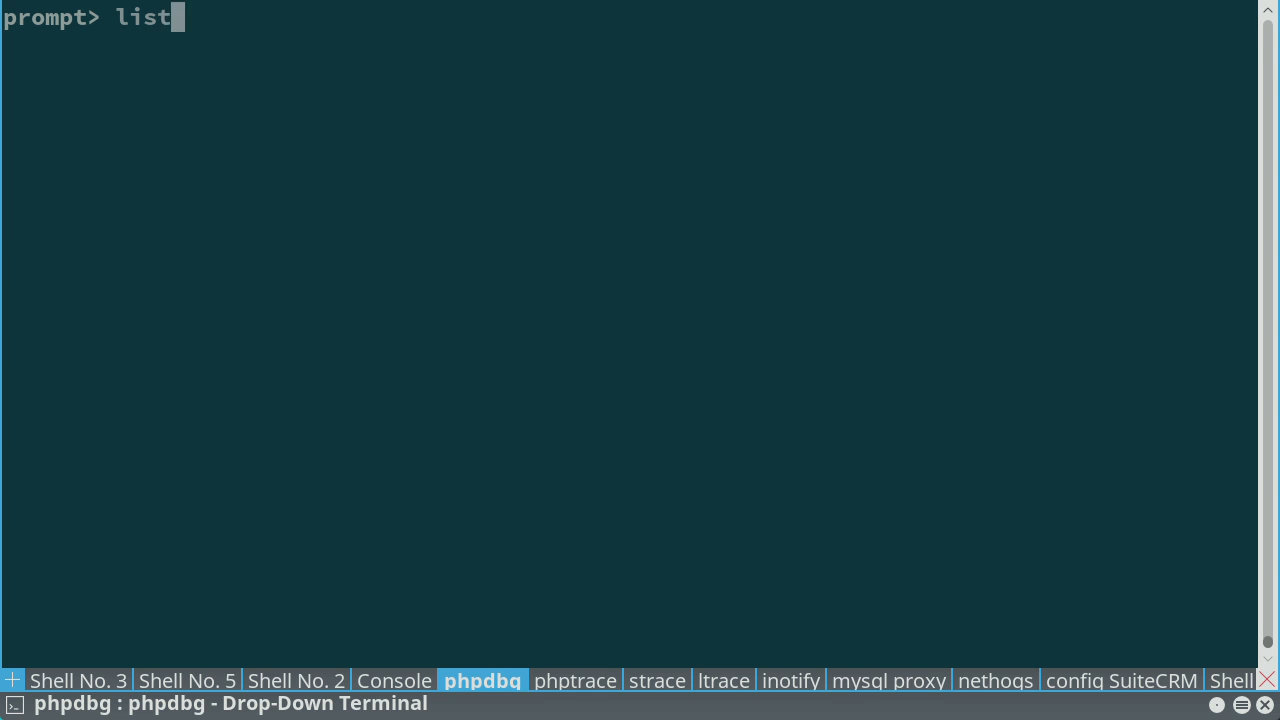 prompt> list
Shell No. 3 Shell No. 5 Shell No. 2 Console phpdbg phptrace strace ltrace inotify mysql proxy nethogs config SuiteCRM Shell
phpdbg : phpdbg - Drop-Down Terminal